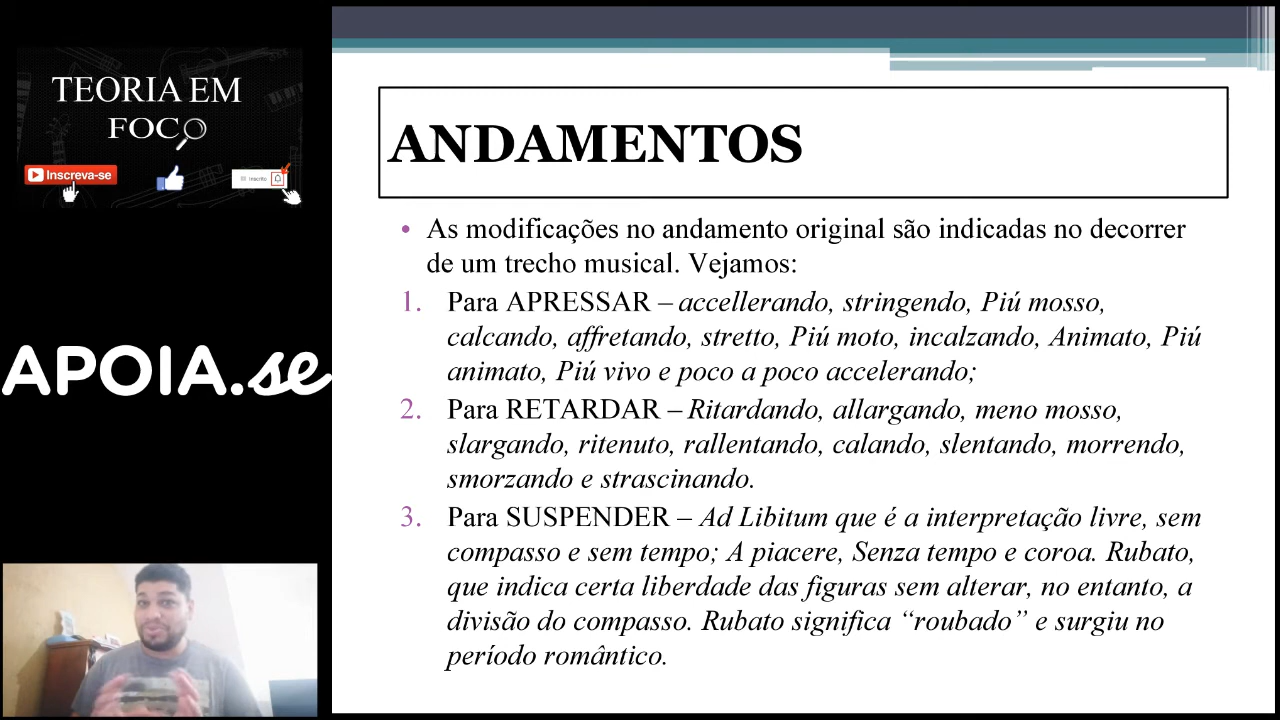 TEORIA EM
FOCO
Inscreva-se
Inscrito
APOIA.se
ANDAMENTOS
• As modificações no andamento original são indicadas no decorrer
de um trecho musical. Vejamos:
1. Para APRESSAR – accellerando, stringendo, Piú mosso,
calcando, affretando, stretto, Piú moto, incalzando, Animato, Piú
animato, Piú vivo e poco a poco accelerando;
2. Para RETARDAR – Ritardando, allargando, meno mosso,
slargando, ritenuto, rallentando, calando, slentando, morrendo,
smorzando e strascinando.
3. Para SUSPENDER – Ad Libitum que é a interpretação livre, sem
compasso e sem tempo; A piacere, Senza tempo e coroa. Rubato,
que indica certa liberdade das figuras sem alterar, no entanto, a
divisão do compasso. Rubato significa “roubado” e surgiu no
período romântico.